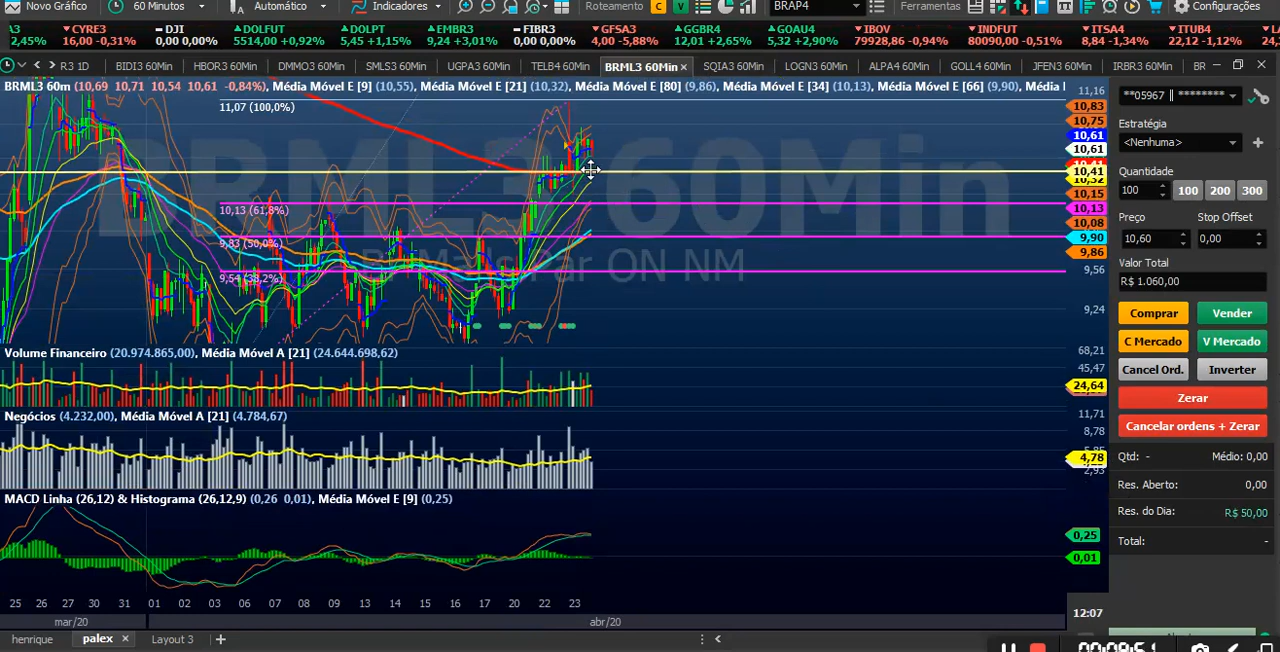 Novo Gráfico 60 Minutos Automático Indicadores Roteamento C V BRAP4 Ferramentas Configurações
A3 CYRE3 DJI DOLFUT DOLPT EMBR3 FIBR3 GFSA3 GGBR4 GOAU4 IBOV INDFUT ITSA4 ITUB4
2,45% 16,00 -0,31% 0,00 0,00% 5514,00 +0,92% 5,45 +1,15% 9,24 +3,01% 0,00 0,00% 4,00 -5,88% 12,01 +2,65% 5,32 +2,90% 79928,86 -0,94% 80090,00 -0,51% 8,84 -1,34% 22,12 -1,12% 24,
R3 1D BIDI3 60Min HBOR3 60Min DMMO3 60Min SMLS3 60Min UGPA3 60Min TELB4 60Min BRML3 60Min × SQIA3 60Min LOGN3 60Min ALPA4 60Min GOLL4 60Min JFEN3 60Min IRBR3 60Min BR
BRML3 60m (10,69 10,71 10,54 10,61 -0,84%), Média Móvel E [9] (10,55), Média Móvel E [21] (10,32), Média Móvel E [80] (9,86), Média Móvel E [34] (10,13), Média Móvel E [66] (9,90), Média Móvel I
11,07 (100,0%)
BRML3 60Min
Br Malls Par ON NM
10,13 (61,8%)
9,83 (50,0%)
9,54 (38,2%)
11,16
10,83
10,75
10,61
10,61
10,41
10,32
10,15
10,13
10,08
9,90
9,86
9,56
9,24
Volume Financeiro (20.974.865,00), Média Móvel A [21] (24.644.698,62)
68,21
45,47
24,64
Negócios (4.232,00), Média Móvel A [21] (4.784,67)
11,71
8,78
4,78
2,93
MACD Linha (26,12) & Histograma (26,12,9) (0,26 0,01), Média Móvel E [9] (0,25)
0,25
0,01
25 26 27 30 31 01 02 03 06 07 08 09 13 14 15 16 17 20 22 23
12:07
mar/20 abr/20
henrique palex × Layout 3 +
**05967 ********
Estratégia
<Nenhuma>
Quantidade
100 100 200 300
Preço Stop Offset
10,60 0,00
Valor Total
R$ 1.060,00
Comprar Vender
C Mercado V Mercado
Cancel Ord. Inverter
Zerar
Cancelar ordens + Zerar
Qtd: - Médio: 0,00
Res. Aberto: 0,00
Res. do Dia: R$ 50,00
Total: -